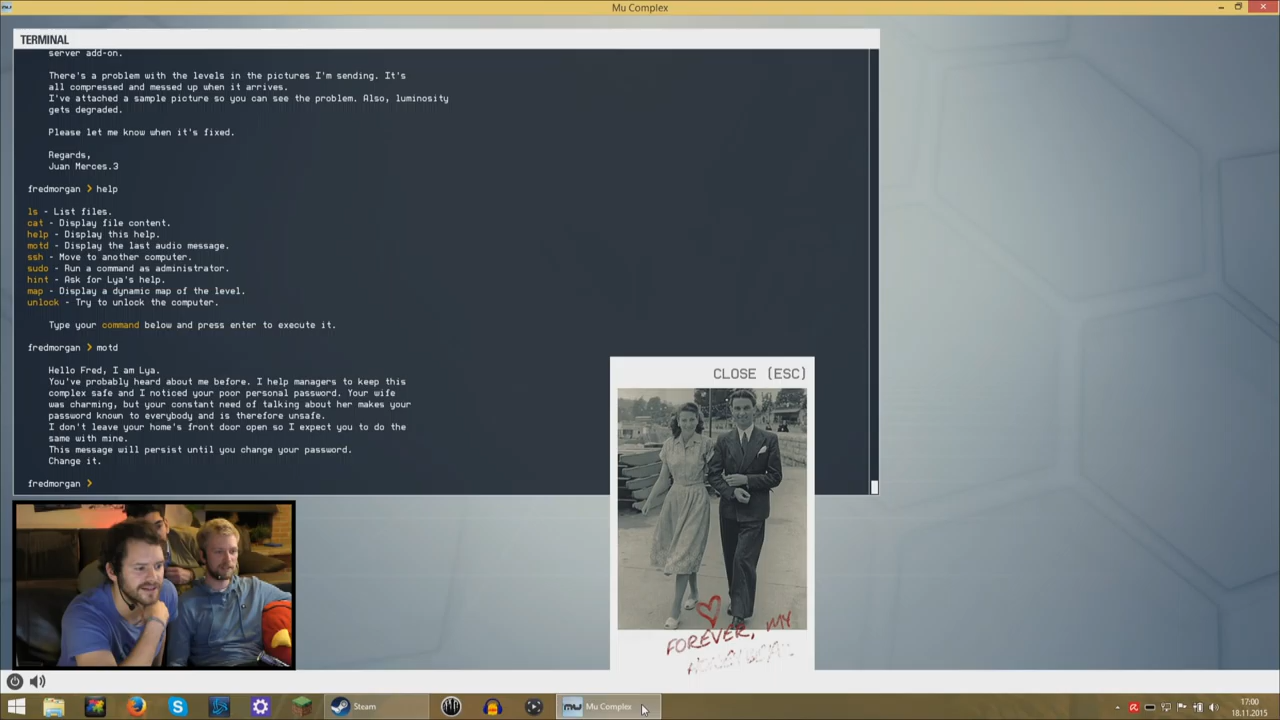 Mu Complex
TERMINAL
server add-on.
There's a problem with the levels in the pictures I'm sending. It's
all compressed and messed up when it arrives.
I've attached a sample picture so you can see the problem. Also, luminosity
gets degraded.
Please let me know when it's fixed.
Regards,
Juan Merces.3
fredmorgan > help
ls - List files.
cat - Display file content.
help - Display this help.
motd - Display the last audio message.
ssh - Move to another computer.
sudo - Run a command as administrator.
hint - Ask for Lya's help.
map - Display a dynamic map of the level.
unlock - Try to unlock the computer.
Type your command below and press enter to execute it.
fredmorgan > motd
Hello Fred, I am Lya.
You've probably heard about me before. I help managers to keep this
complex safe and I noticed your poor personal password. Your wife
was charming, but your constant need of talking about her makes your
password known to everybody and is therefore unsafe.
I don't leave your home's front door open so I expect you to do the
same with mine.
This message will persist until you change your password.
Change it.
fredmorgan >
CLOSE (ESC)
FOREVER, MY
Steam
Mu Complex
17:00
18.11.2015